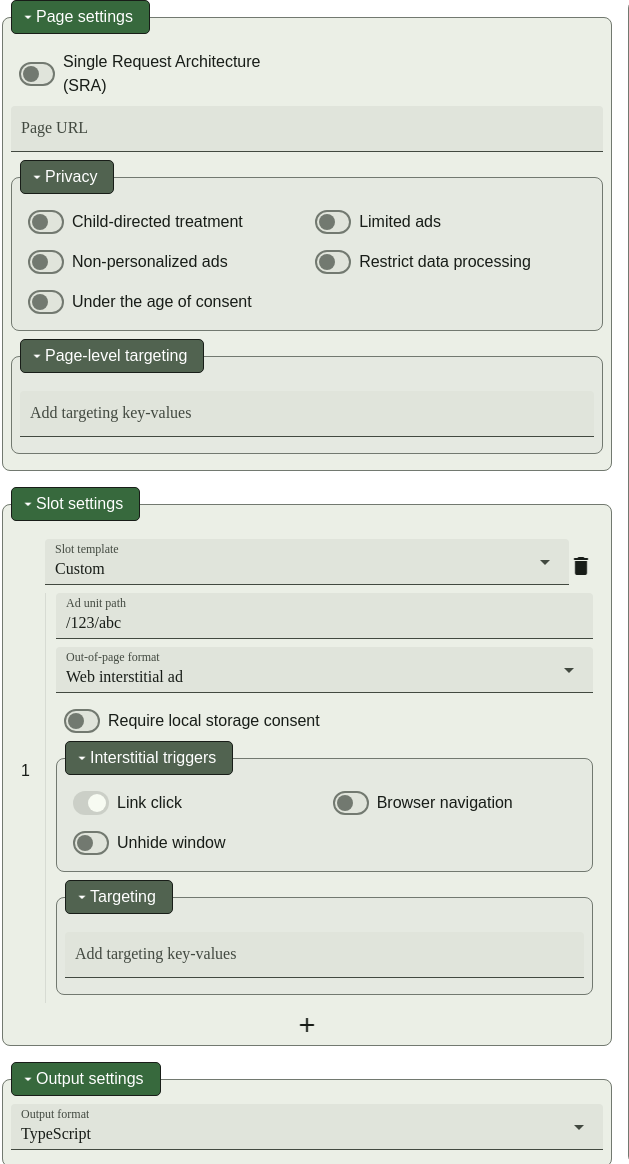 Page settings
Single Request Architecture
(SRA)
Page URL
Privacy
Child-directed treatment
Limited ads
Non-personalized ads
Restrict data processing
Under the age of consent
Page-level targeting
Add targeting key-values
Slot settings
Slot template
Custom
Ad unit path
/123/abc
Out-of-page format
Web interstitial ad
Require local storage consent
1
Interstitial triggers
Link click
Browser navigation
Unhide window
Targeting
Add targeting key-values
+
Output settings
Output format
TypeScript